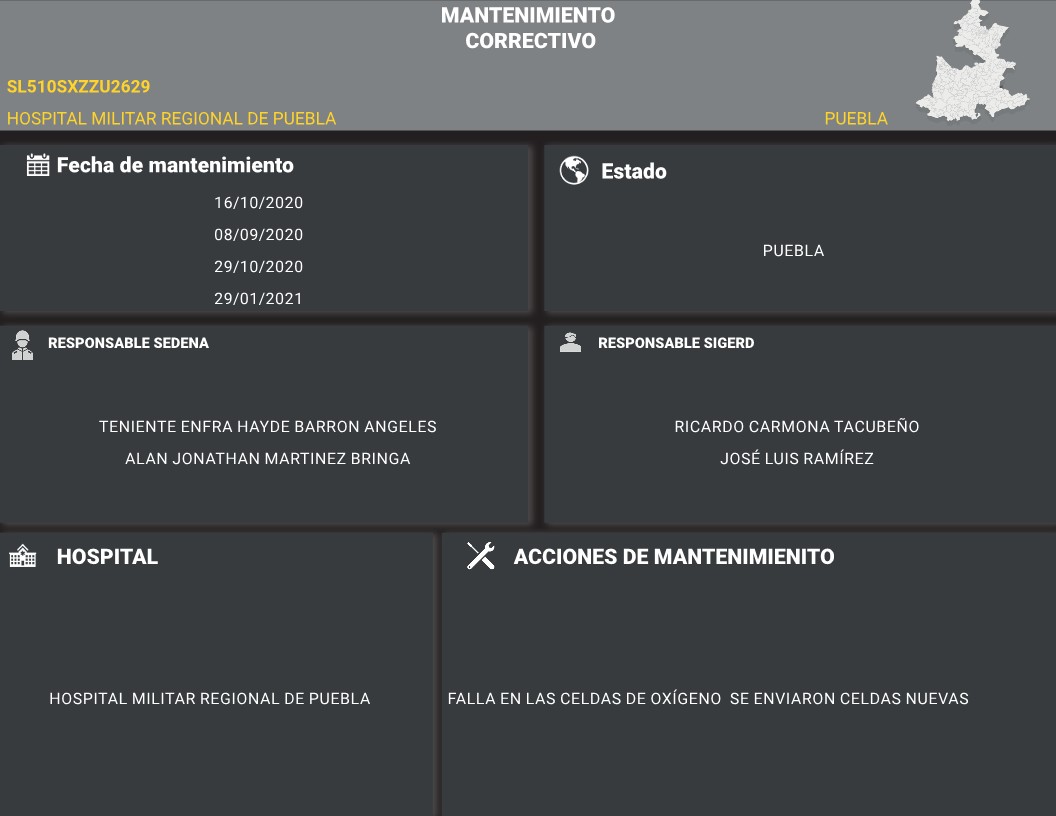 MANTENIMIENTO
CORRECTIVO
SL510SXZZU2629
HOSPITAL MILITAR REGIONAL DE PUEBLA
PUEBLA
Fecha de mantenimiento
16/10/2020
08/09/2020
29/10/2020
29/01/2021
Estado
PUEBLA
RESPONSABLE SEDENA
TENIENTE ENFRA HAYDE BARRON ANGELES
ALAN JONATHAN MARTINEZ BRINGA
RESPONSABLE SIGERD
RICARDO CARMONA TACUBEÑO
JOSÉ LUIS RAMÍREZ
HOSPITAL
HOSPITAL MILITAR REGIONAL DE PUEBLA
ACCIONES DE MANTENIMIENITO
FALLA EN LAS CELDAS DE OXÍGENO  SE ENVIARON CELDAS NUEVAS